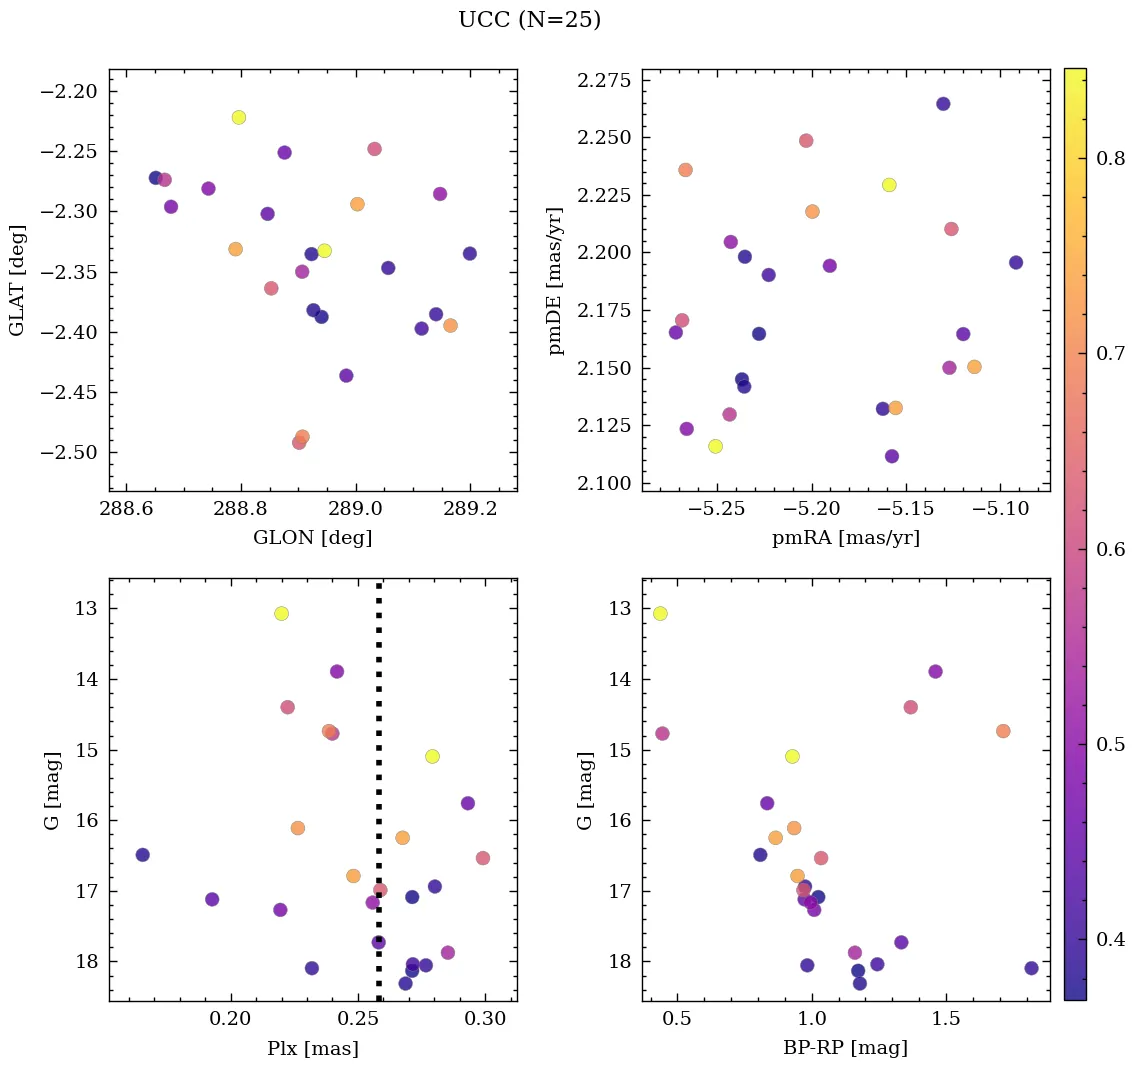 UCC (N=25)
−2.20
−2.25
−2.30
−2.35
−2.40
−2.45
−2.50
GLAT [deg]
288.6 288.8 289.0 289.2
GLON [deg]
2.275
2.250
2.225
2.200
2.175
2.150
2.125
2.100
pmDE [mas/yr]
−5.25 −5.20 −5.15 −5.10
pmRA [mas/yr]
13
14
15
16
17
18
G [mag]
0.20 0.25 0.30
Plx [mas]
13
14
15
16
17
18
G [mag]
0.5 1.0 1.5
BP-RP [mag]
0.8
0.7
0.6
0.5
0.4